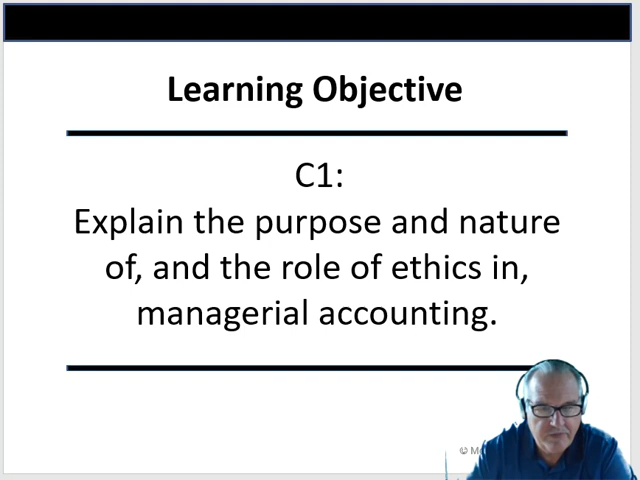 Learning Objective
C1:
Explain the purpose and nature
of, and the role of ethics in,
managerial accounting.
©